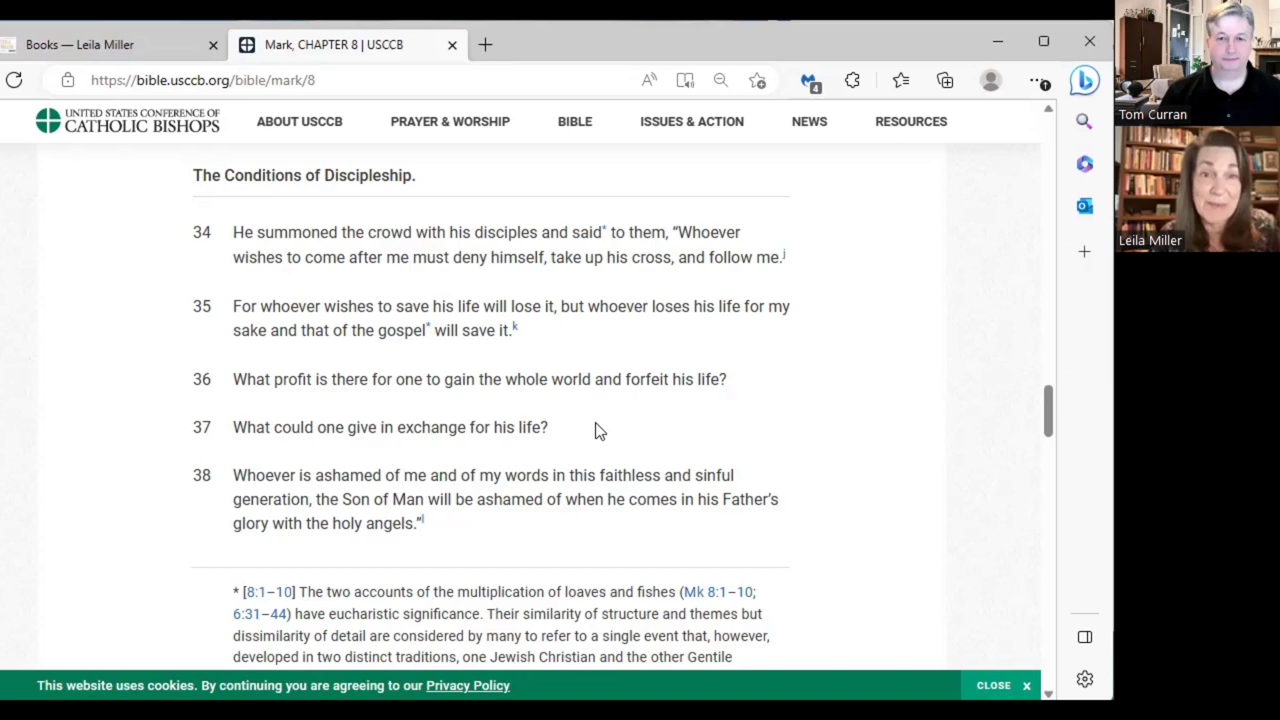 Books — Leila Miller
Mark, CHAPTER 8 | USCCB
https://bible.usccb.org/bible/mark/8
4
UNITED STATES CONFERENCE OF
CATHOLIC BISHOPS
ABOUT USCCB
PRAYER & WORSHIP
BIBLE
ISSUES & ACTION
NEWS
RESOURCES
Tom Curran
Leila Miller
The Conditions of Discipleship.
34 He summoned the crowd with his disciples and said* to them, “Whoever
wishes to come after me must deny himself, take up his cross, and follow me.j
35 For whoever wishes to save his life will lose it, but whoever loses his life for my
sake and that of the gospel* will save it.k
36 What profit is there for one to gain the whole world and forfeit his life?
37 What could one give in exchange for his life?
38 Whoever is ashamed of me and of my words in this faithless and sinful
generation, the Son of Man will be ashamed of when he comes in his Father’s
glory with the holy angels.”l
* [8:1–10] The two accounts of the multiplication of loaves and fishes (Mk 8:1–10;
6:31–44) have eucharistic significance. Their similarity of structure and themes but
dissimilarity of detail are considered by many to refer to a single event that, however,
developed in two distinct traditions, one Jewish Christian and the other Gentile
This website uses cookies. By continuing you are agreeing to our Privacy Policy
CLOSE x